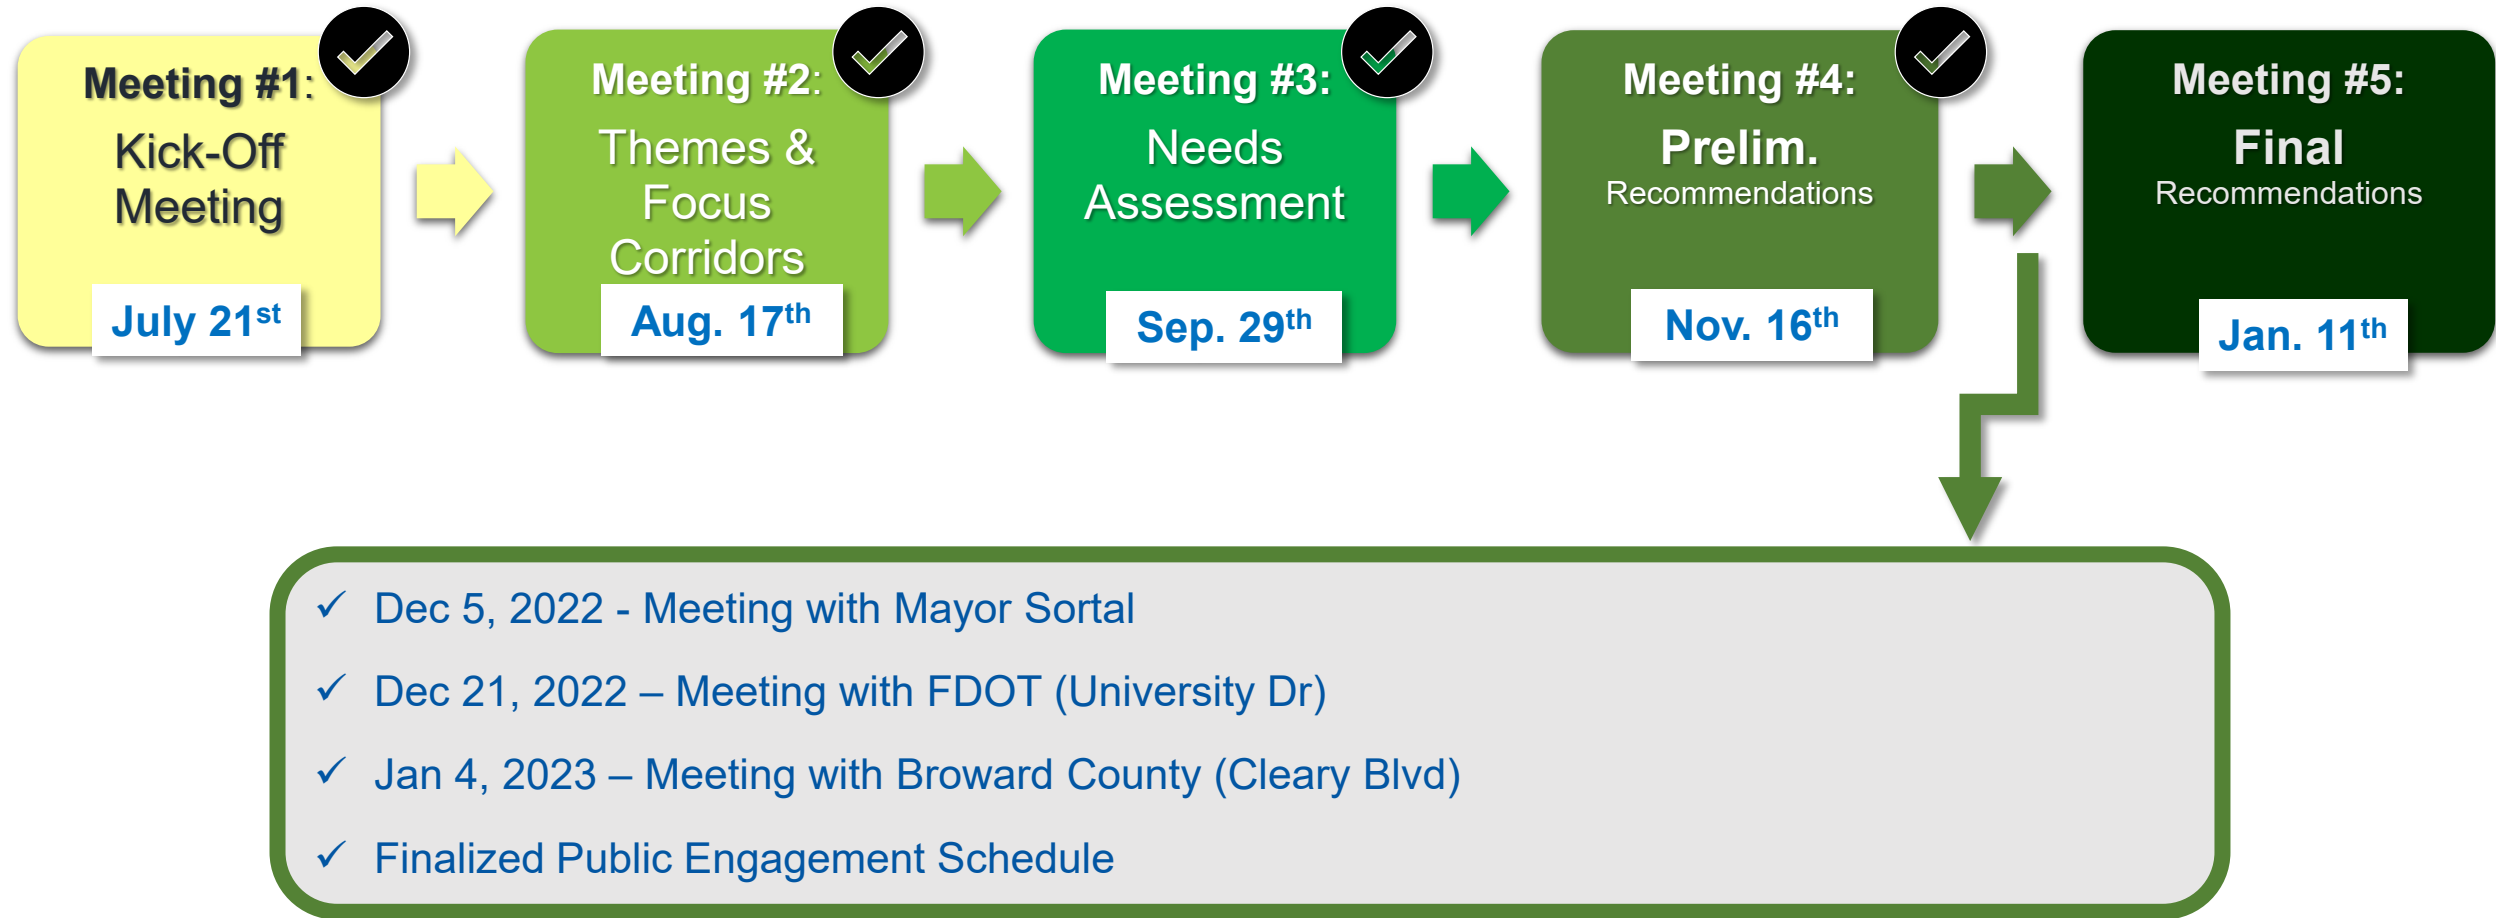 Meeting #1:
Kick-Off
Meeting
July 21st
Meeting #2:
Themes &
Focus
Corridors
Aug. 17th
Meeting #3:
Needs
Assessment
Sep. 29th
Meeting #4:
Prelim.
Recommendations
Nov. 16th
Meeting #5:
Final
Recommendations
Jan. 11th
✓ Dec 5, 2022 - Meeting with Mayor Sortal
✓ Dec 21, 2022 – Meeting with FDOT (University Dr)
✓ Jan 4, 2023 – Meeting with Broward County (Cleary Blvd)
✓ Finalized Public Engagement Schedule